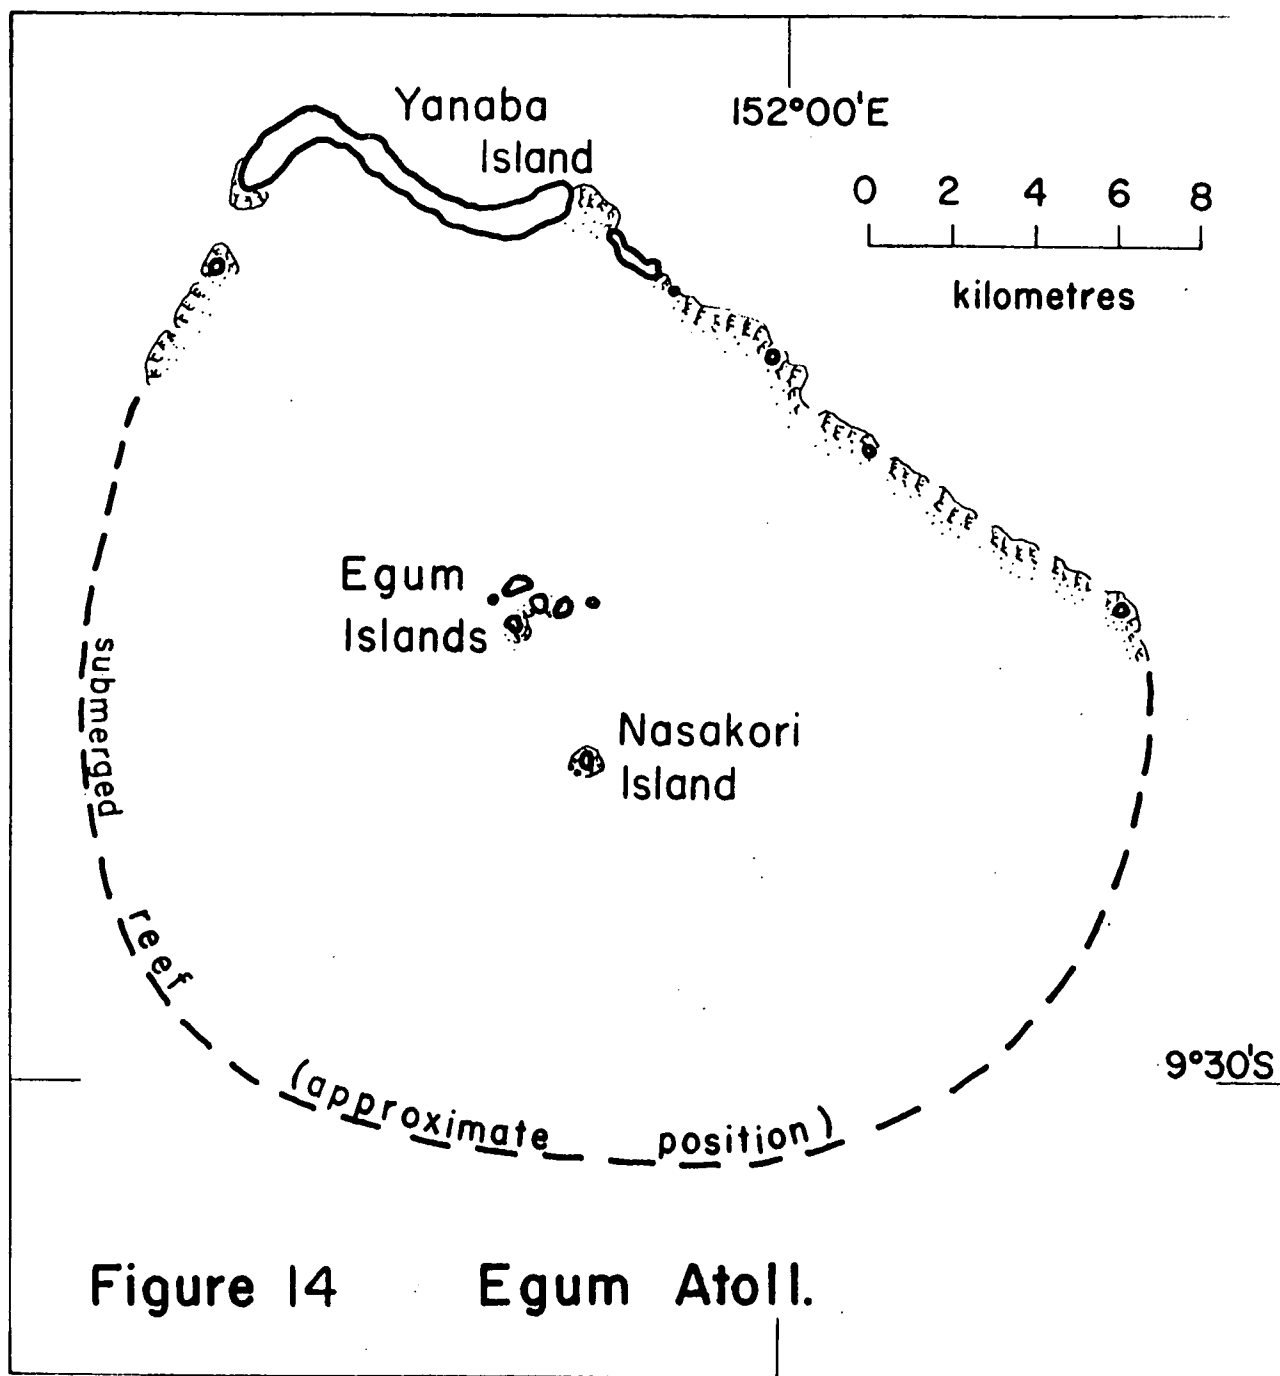 Yanaba
Island
152°00'E
0 2 4 6 8
kilometres
Egum
Islands
Nasakori
Island
submerged
reef
(approximate position)
9°30'S
Figure 14 Egum Atoll.